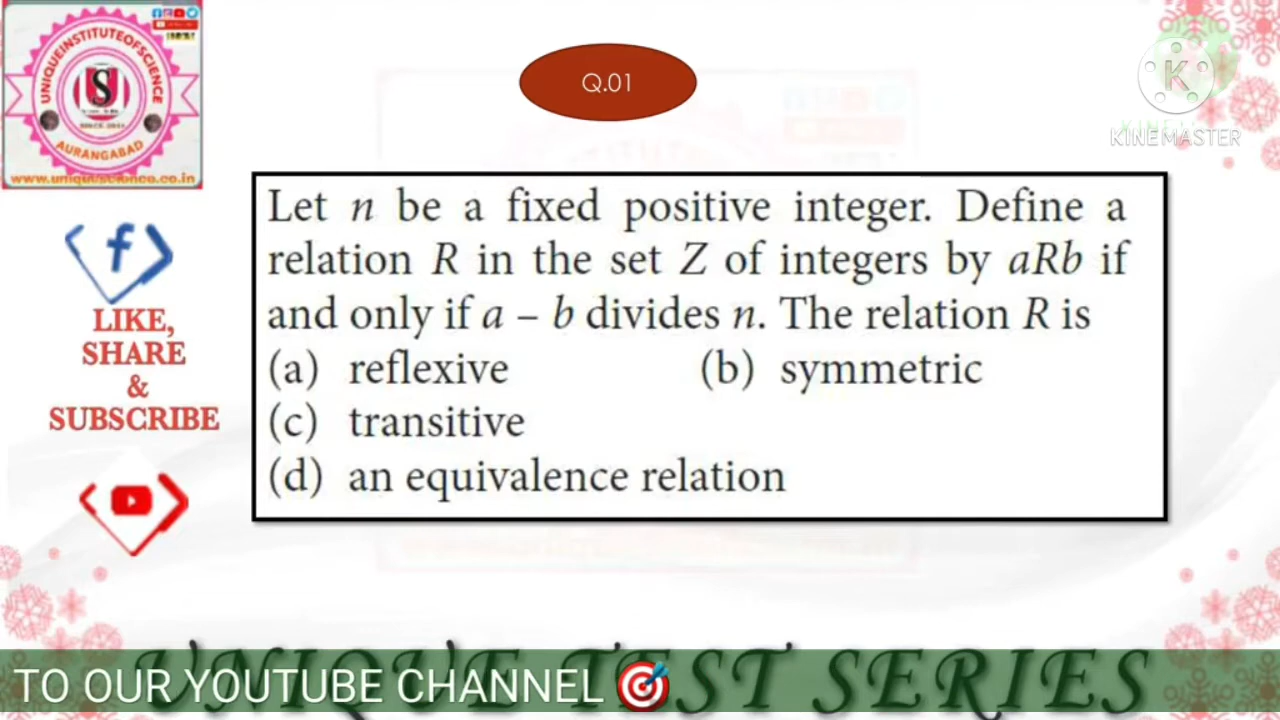 UNIQUE INSTITUTE OF SCIENCE
S
AURANGABAD
www.uniquescience.co.in
Q.01
K
KINEMASTER
Let n be a fixed positive integer. Define a
relation R in the set Z of integers by aRb if
and only if a – b divides n. The relation R is
(a) reflexive (b) symmetric
(c) transitive
(d) an equivalence relation
f
LIKE,
SHARE
&
SUBSCRIBE
UNIQUE TEST SERIES
TO OUR YOUTUBE CHANNEL 🎯